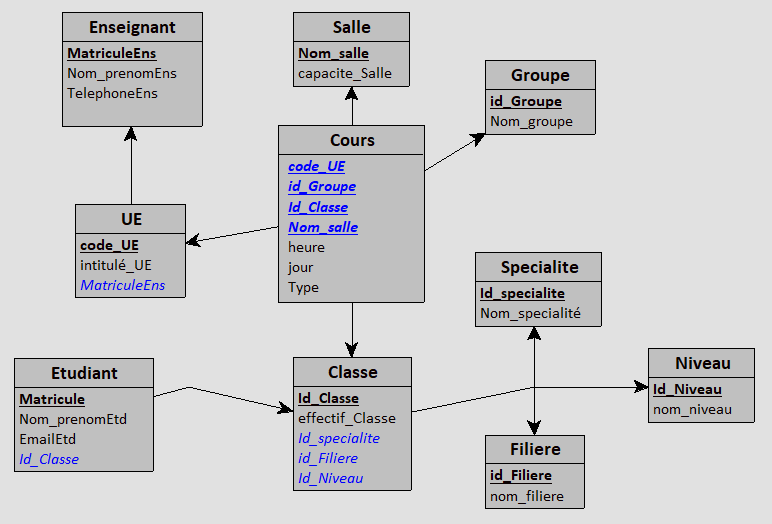 Enseignant
MatriculeEns
Nom_prenomEns
TelephoneEns
Salle
Nom_salle
capacite_Salle
Groupe
id_Groupe
Nom_groupe
Cours
code_UE
id_Groupe
Id_Classe
Nom_salle
heure
jour
Type
UE
code_UE
intitulé_UE
MatriculeEns
Specialite
Id_specialite
Nom_specialité
Etudiant
Matricule
Nom_prenomEtd
EmailEtd
Id_Classe
Classe
Id_Classe
effectif_Classe
Id_specialite
id_Filiere
Id_Niveau
Niveau
Id_Niveau
nom_niveau
Filiere
id_Filiere
nom_filiere